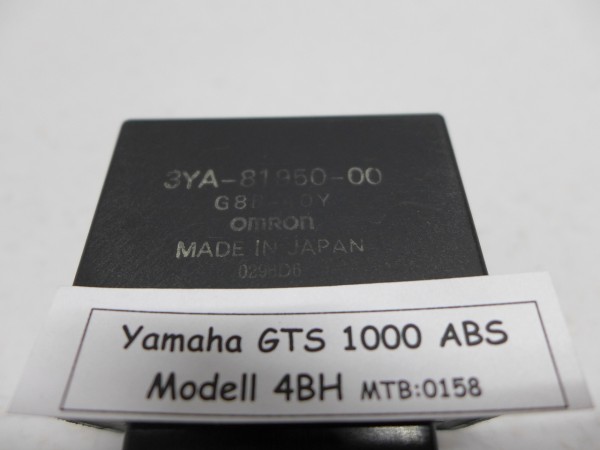 3YA-81950-00
OMRON
MADE IN JAPAN
Yamaha GTS 1000 ABS
Modell 4BH MTB:0158